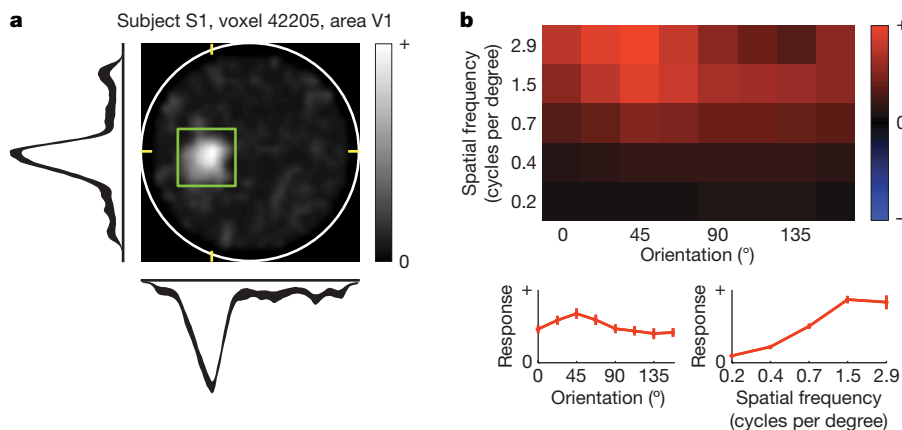 a
Subject S1, voxel 42205, area V1
+
0
b
Spatial frequency
(cycles per degree)
2.9
1.5
0.7
0.4
0.2
0
45
90
135
Orientation (°)
+
0
–
Response
+
0
0
45
90
135
Orientation (°)
Response
+
0
0.2
0.4
0.7
1.5
2.9
Spatial frequency
(cycles per degree)